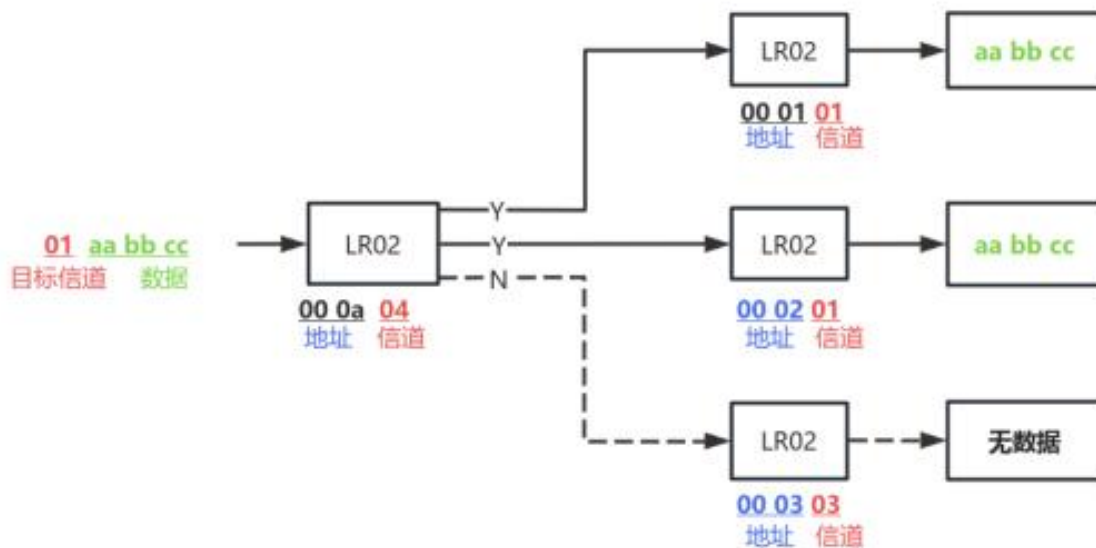 LR02
aa bb cc
00 01 01
地址 信道
Y
01 aa bb cc
目标信道 数据
LR02
Y
LR02
aa bb cc
N
00 0a 04
地址 信道
00 02 01
地址 信道
LR02
无数据
00 03 03
地址 信道